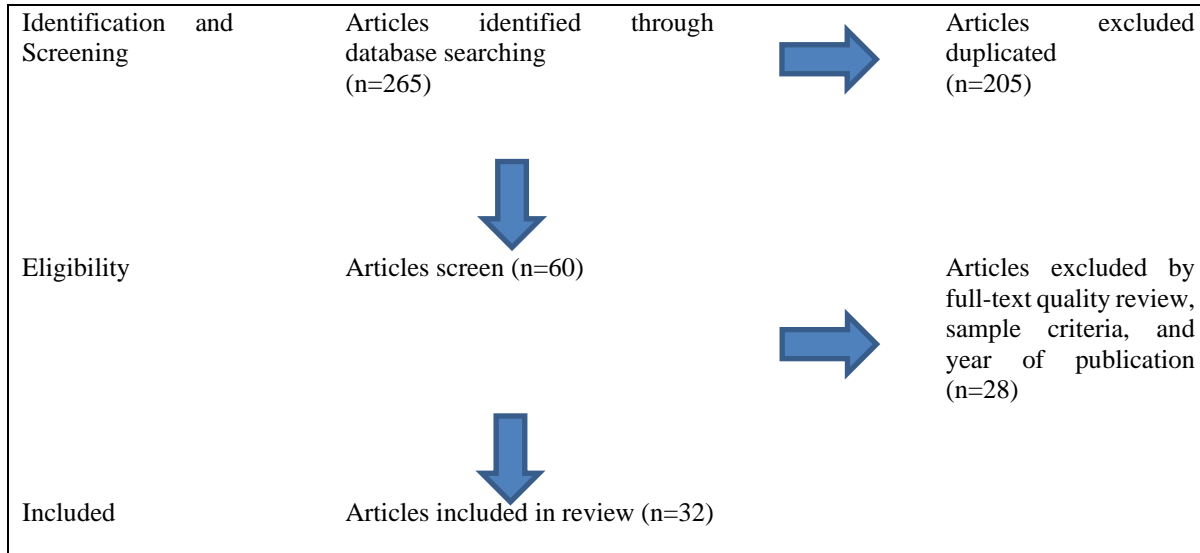 Identification and
Screening
Articles identified through
database searching
(n=265)
Articles excluded
duplicated
(n=205)
Eligibility
Articles screen (n=60)
Articles excluded by
full-text quality review,
sample criteria, and
year of publication
(n=28)
Included
Articles included in review (n=32)